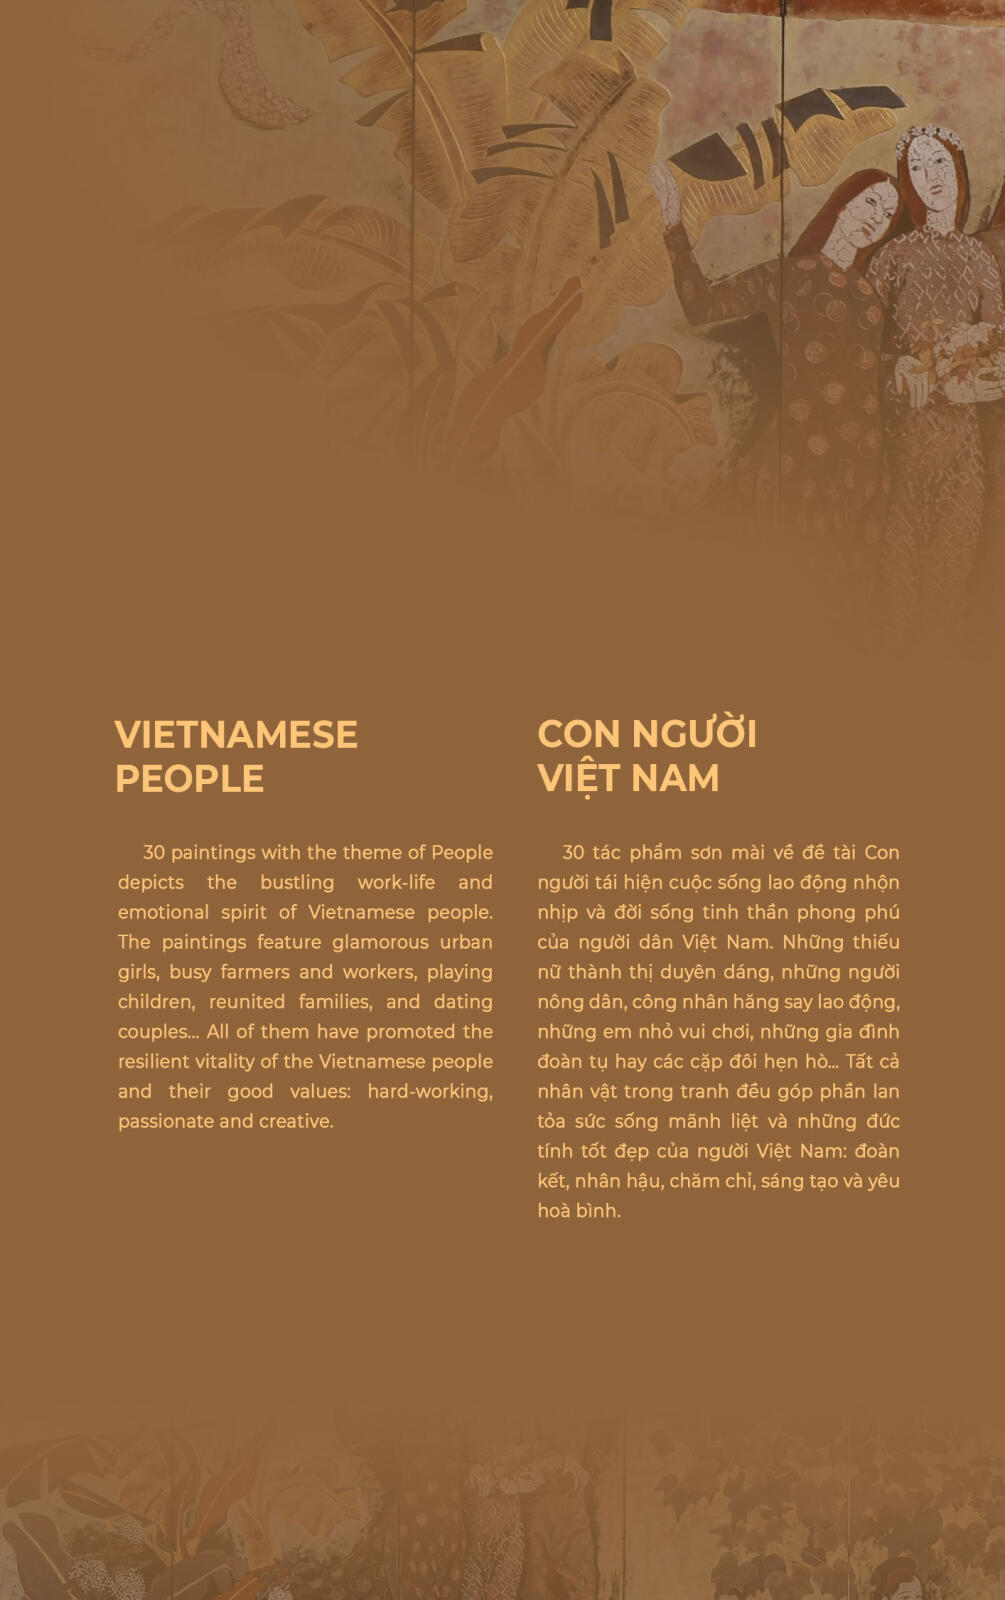 VIETNAMESE
PEOPLE
30 paintings with the theme of People
depicts the bustling work-life and
emotional spirit of Vietnamese people.
The paintings feature glamorous urban
girls, busy farmers and workers, playing
children, reunited families, and dating
couples... All of them have promoted the
resilient vitality of the Vietnamese people
and their good values: hard-working,
passionate and creative.
CON NGƯỜI
VIỆT NAM
30 tác phẩm sơn mài về đề tài Con
người tái hiện cuộc sống lao động nhộn
nhịp và đời sống tinh thần phong phú
của người dân Việt Nam. Những thiếu
nữ thành thị duyên dáng, những người
nông dân, công nhân hăng say lao động,
những em nhỏ vui chơi, những gia đình
đoàn tụ hay các cặp đôi hẹn hò... Tất cả
nhân vật trong tranh đều góp phần lan
tỏa sức sống mãnh liệt và những đức
tính tốt đẹp của người Việt Nam: đoàn
kết, nhân hậu, chăm chỉ, sáng tạo và yêu
hoà bình.